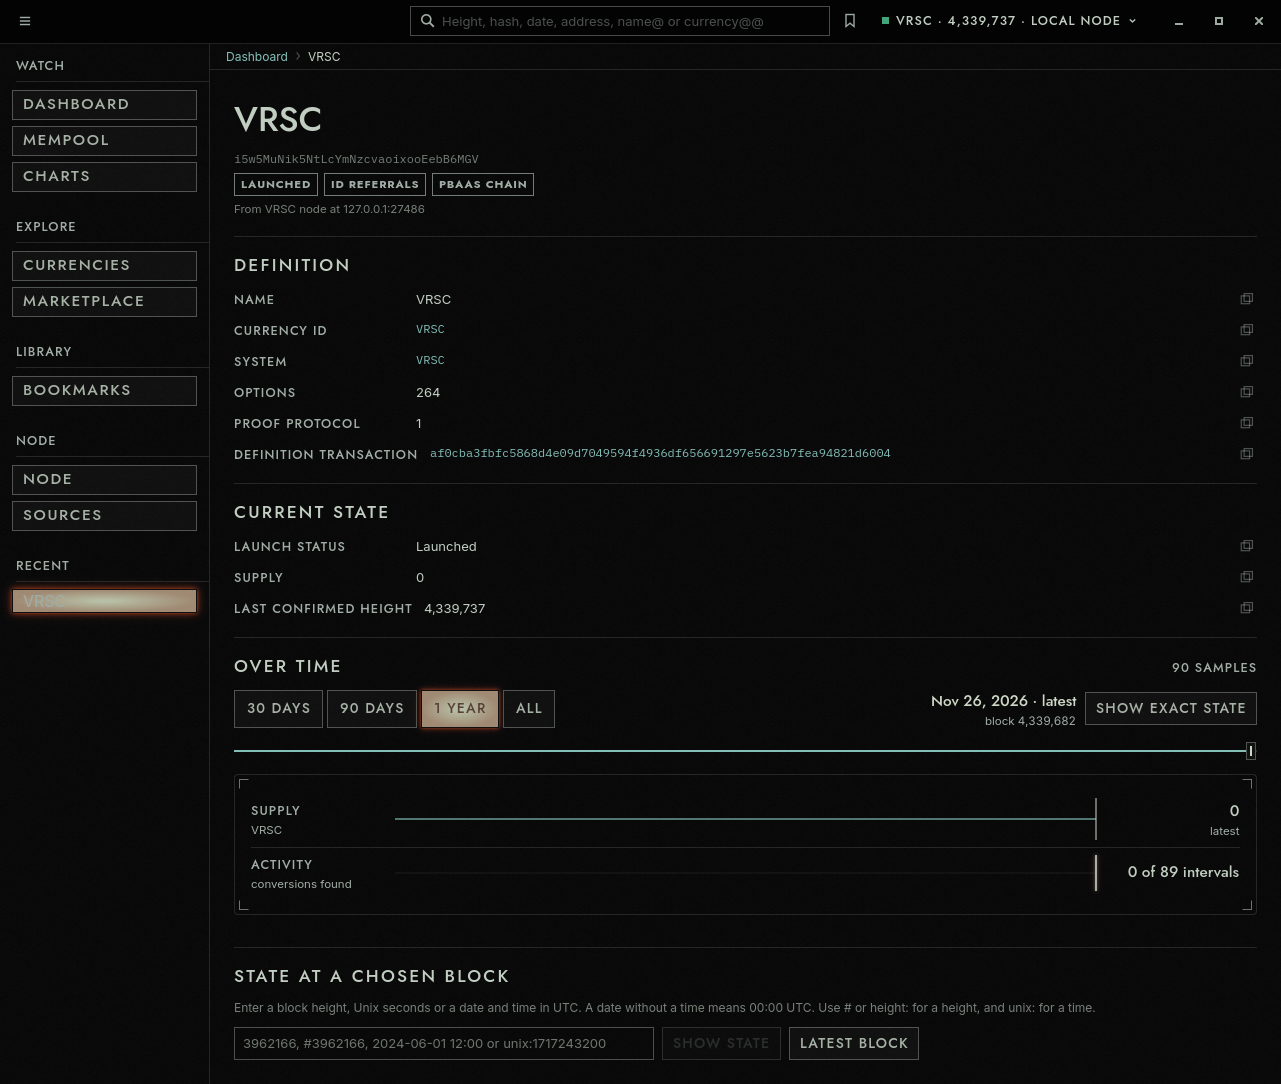 Height, hash, date, address, name@ or currency@@
VRSC · 4,339,737 · LOCAL NODE
WATCH
DASHBOARD
MEMPOOL
CHARTS
EXPLORE
CURRENCIES
MARKETPLACE
LIBRARY
BOOKMARKS
NODE
NODE
SOURCES
RECENT
VRSC
Dashboard › VRSC
VRSC
i5w5MuNik5NtLcYmNzcvaoixooEebB6MGV
LAUNCHED ID REFERRALS PBAAS CHAIN
From VRSC node at 127.0.0.1:27486
DEFINITION
NAME VRSC
CURRENCY ID VRSC
SYSTEM VRSC
OPTIONS 264
PROOF PROTOCOL 1
DEFINITION TRANSACTION af0cba3fbfc5868d4e09d7049594f4936df656691297e5623b7fea94821d6004
CURRENT STATE
LAUNCH STATUS Launched
SUPPLY 0
LAST CONFIRMED HEIGHT 4,339,737
OVER TIME 90 SAMPLES
30 DAYS 90 DAYS 1 YEAR ALL
Nov 26, 2026 · latest
block 4,339,682
SHOW EXACT STATE
SUPPLY 0
VRSC latest
ACTIVITY
conversions found
0 of 89 intervals
STATE AT A CHOSEN BLOCK
Enter a block height, Unix seconds or a date and time in UTC. A date without a time means 00:00 UTC. Use # or height: for a height, and unix: for a time.
3962166, #3962166, 2024-06-01 12:00 or unix:1717243200
SHOW STATE LATEST BLOCK